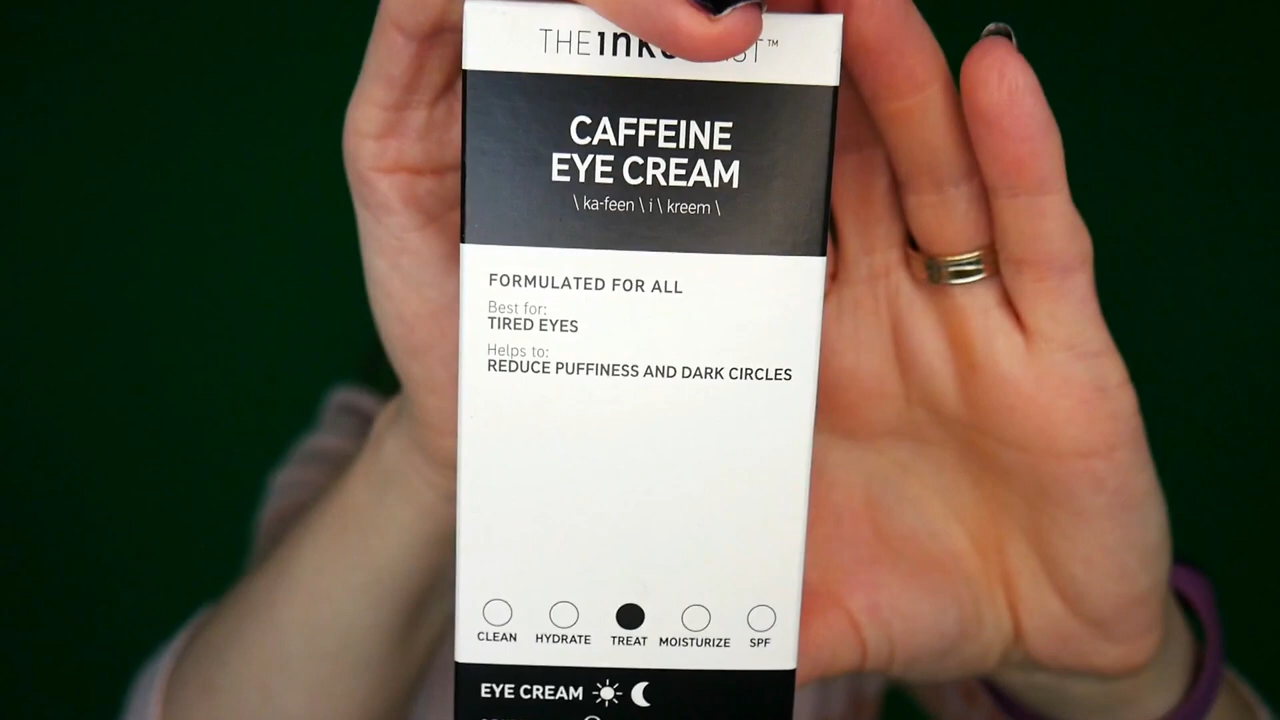 THE
CAFFEINE
EYE CREAM
\ ka-feen \ i \ kreem \
FORMULATED FOR ALL
Best for:
TIRED EYES
Helps to:
REDUCE PUFFINESS AND DARK CIRCLES
CLEAN HYDRATE TREAT MOISTURIZE SPF
EYE CREAM